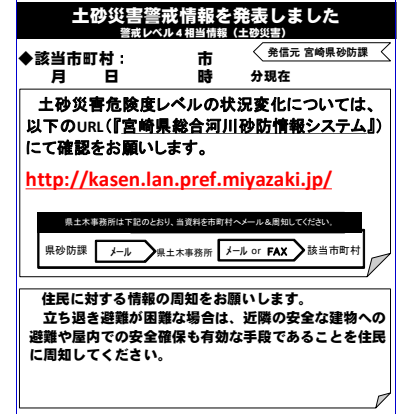 土砂災害警戒情報を発表しました
警戒レベル4相当情報（土砂災害）
発信元 宮崎県砂防課
◆該当市町村： 市
月 日 時 分現在
土砂災害危険度レベルの状況変化については、
以下のURL(『宮崎県総合河川砂防情報システム』)
にて確認をお願いします。
http://kasen.lan.pref.miyazaki.jp/
県土木事務所は下記のとおり、当資料を市町村へメール＆周知してください。
県砂防課 メール 県土木事務所 メール or FAX 該当市町村
住民に対する情報の周知をお願いします。
立ち退き避難が困難な場合は、近隣の安全な建物への
避難や屋内での安全確保も有効な手段であることを住民
に周知してください。